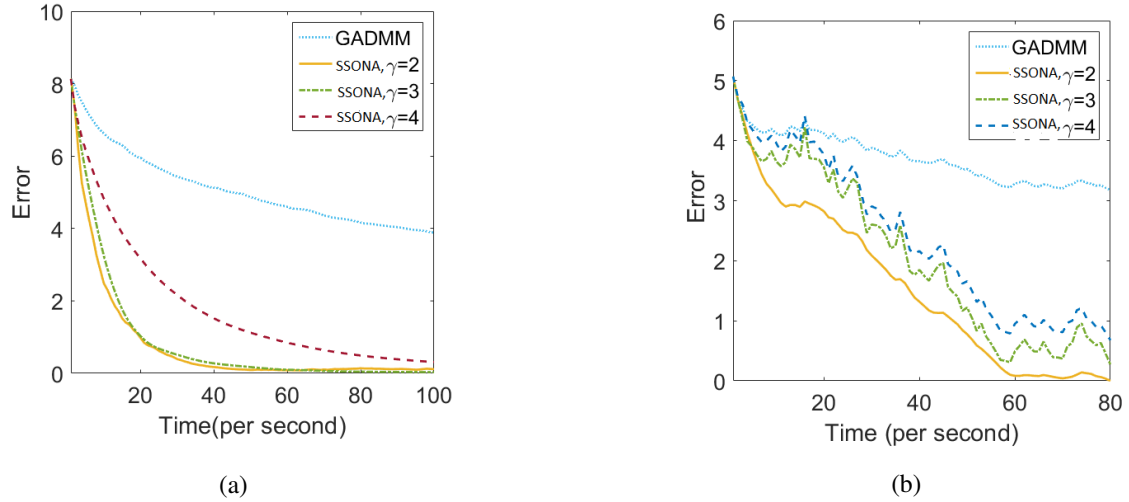 10
8
6
4
2
0
Error
20
40
60
80
100
Time(per second)
GADMM
SSONA,γ=2
SSONA,γ=3
SSONA,γ=4
(a)
6
5
4
3
2
1
0
Error
20
40
60
80
Time (per second)
GADMM
SSONA,γ=2
SSONA,γ=3
SSONA,γ=4
(b)